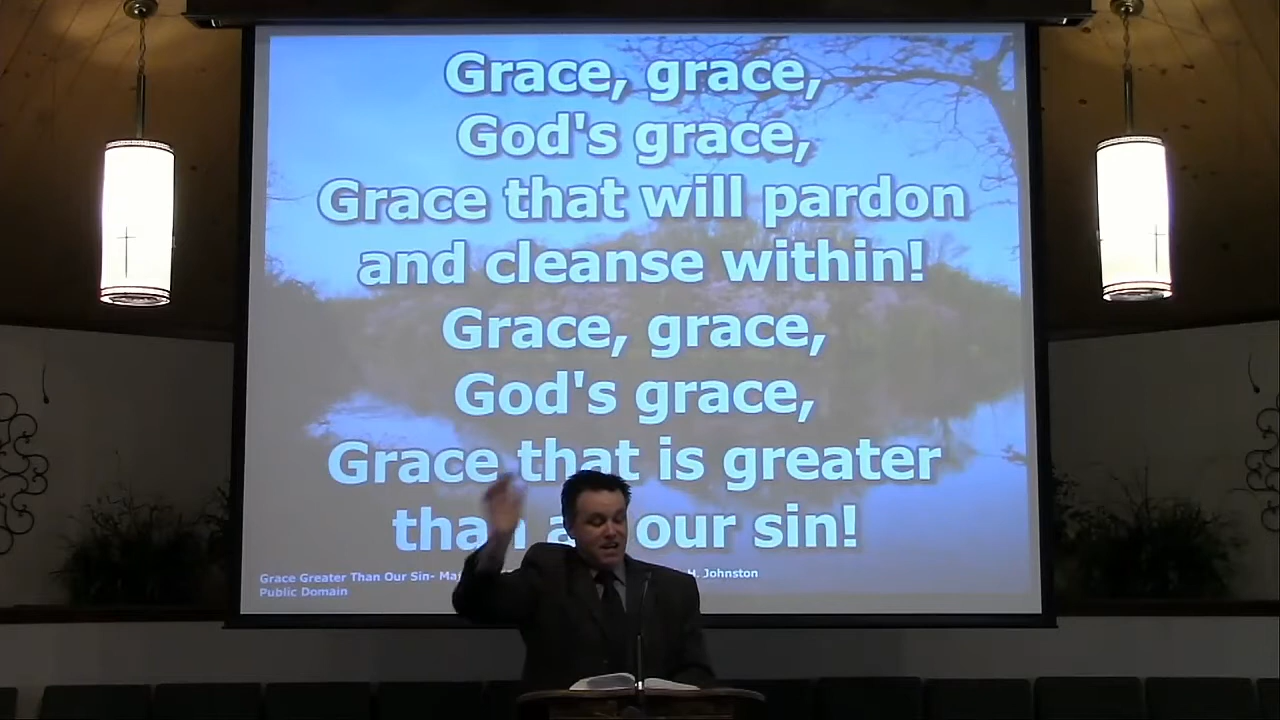 Grace, grace,
God's grace,
Grace that will pardon
and cleanse within!
Grace, grace,
God's grace,
Grace that is greater
than our sin!
Grace Greater Than Our Sin- H. Johnston
Public Domain